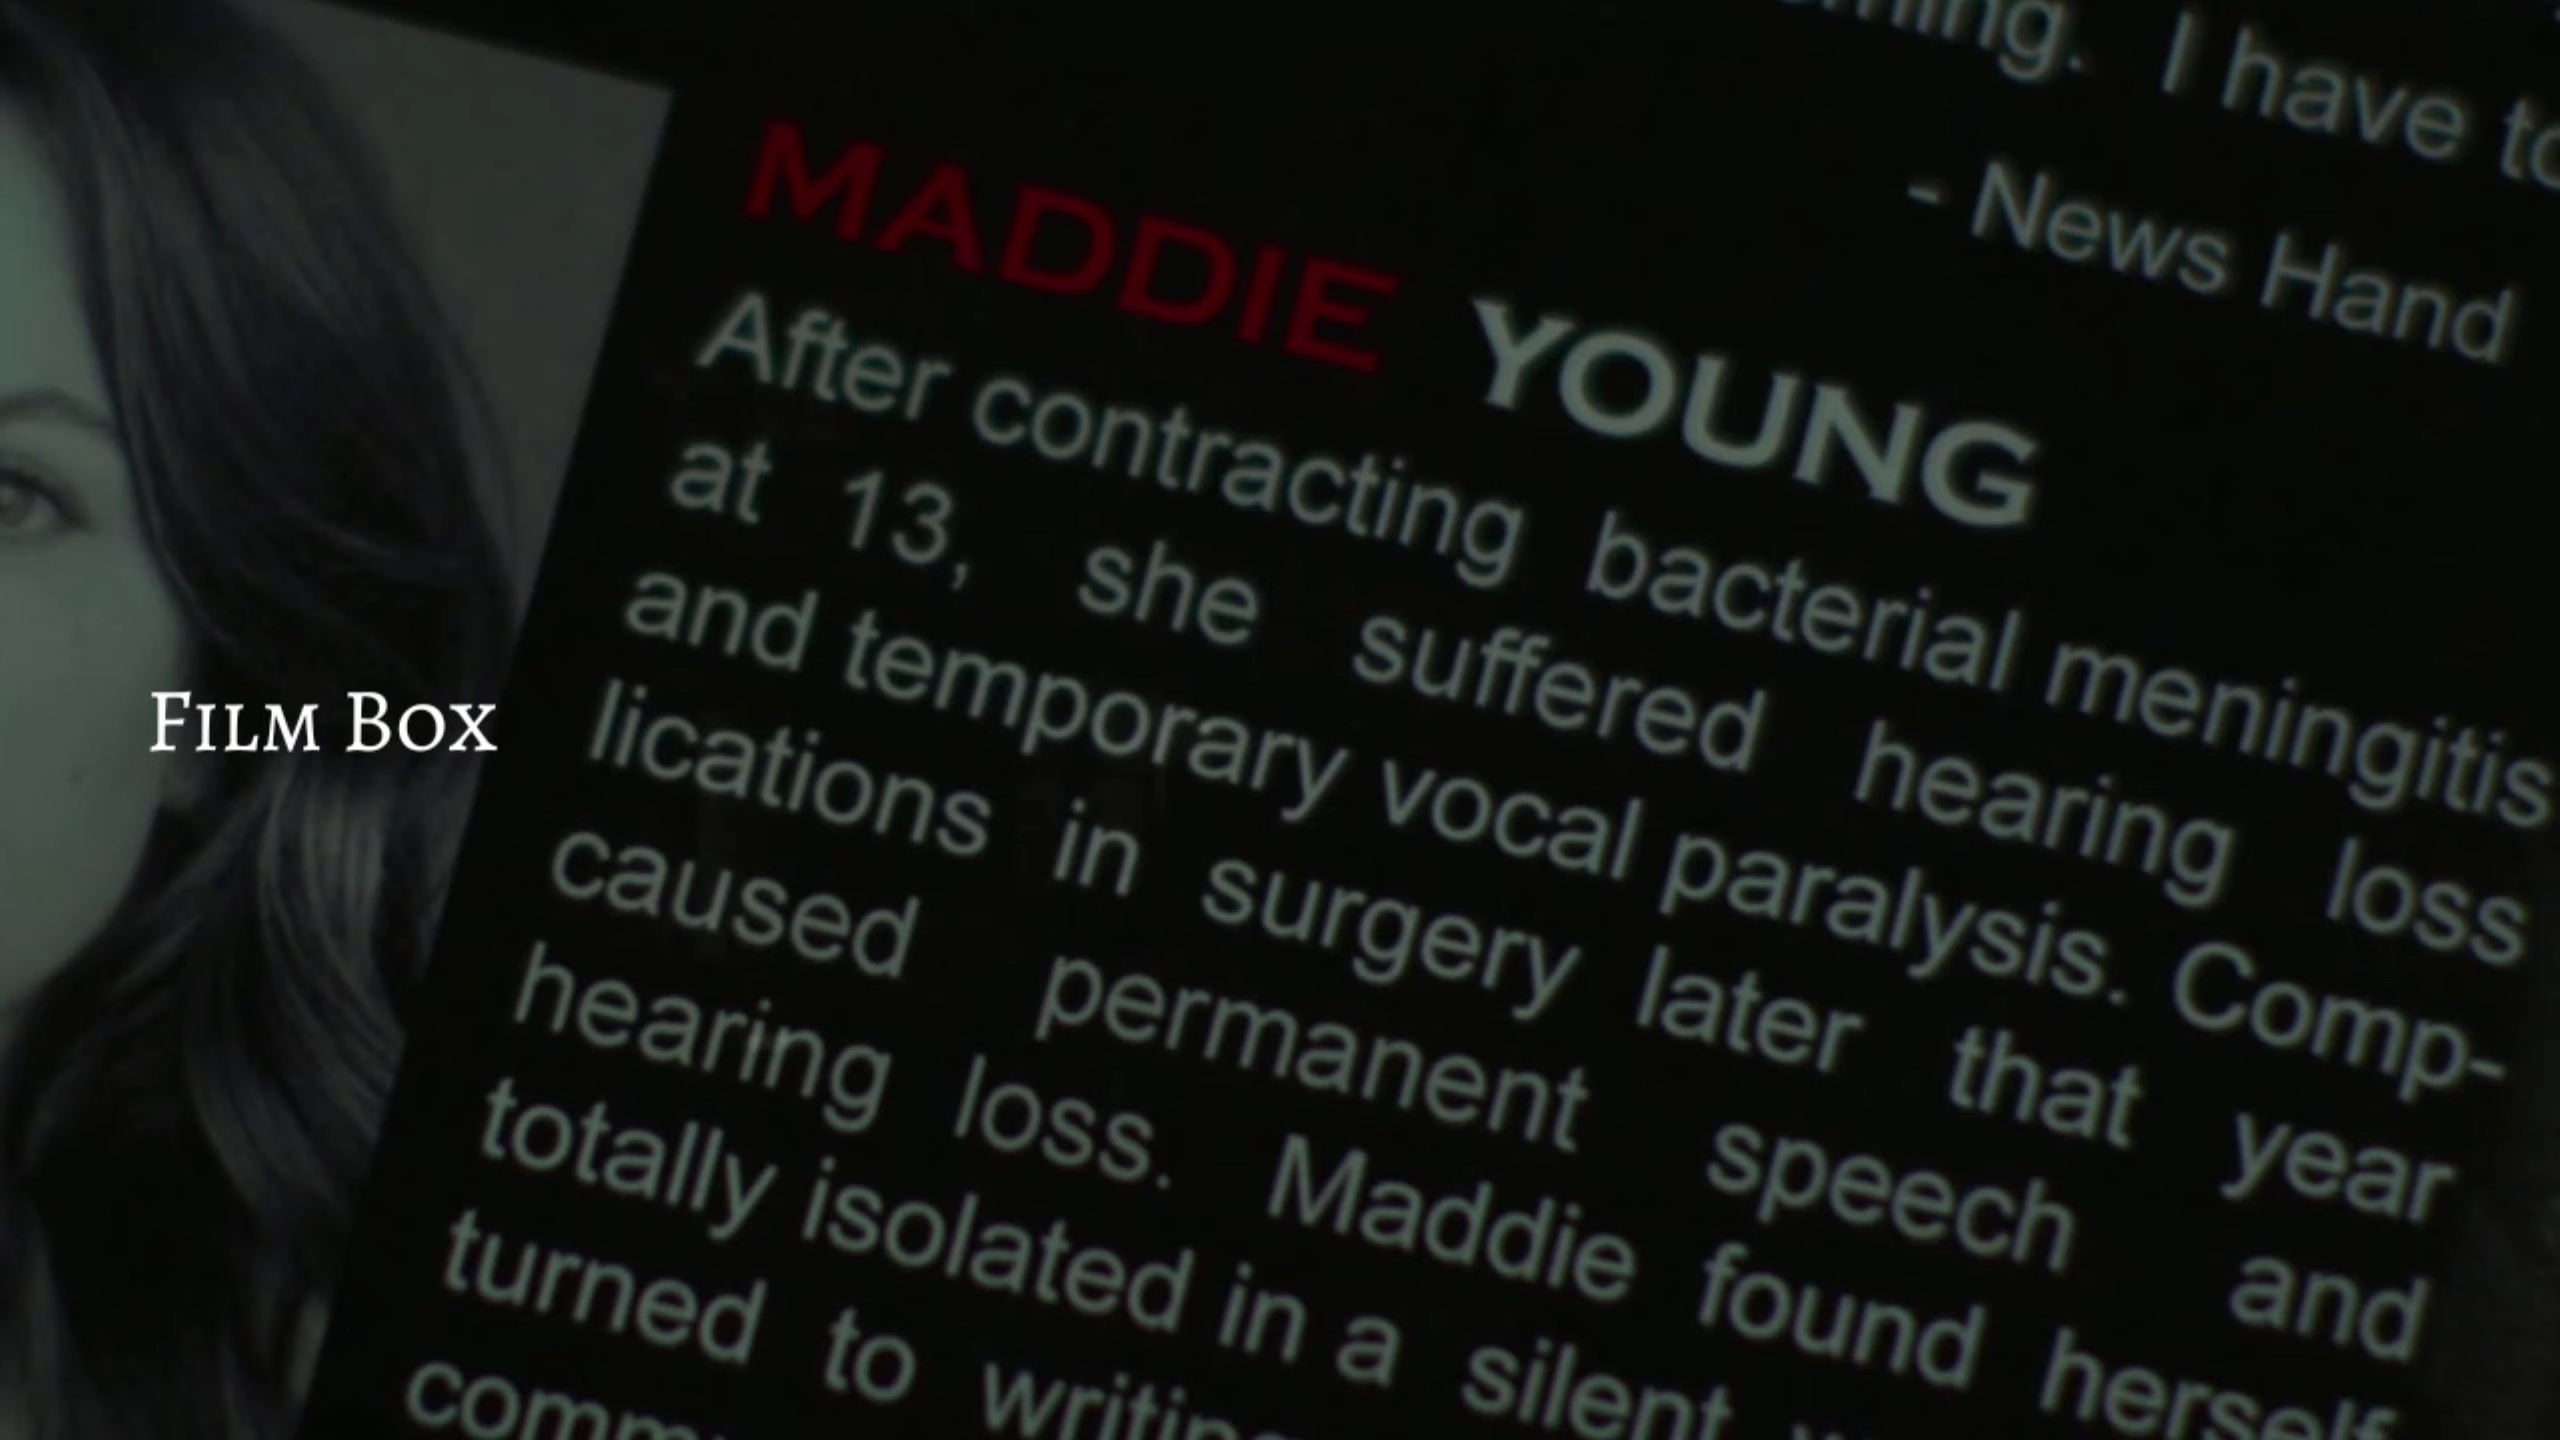 I have to
- News Hand
MADDIE YOUNG
After contracting bacterial meningitis
at 13, she suffered hearing loss
and temporary vocal paralysis. Comp-
lications in surgery later that year
caused permanent speech and
hearing loss. Maddie found herself
totally isolated in a silent
turned to writing
Film Box